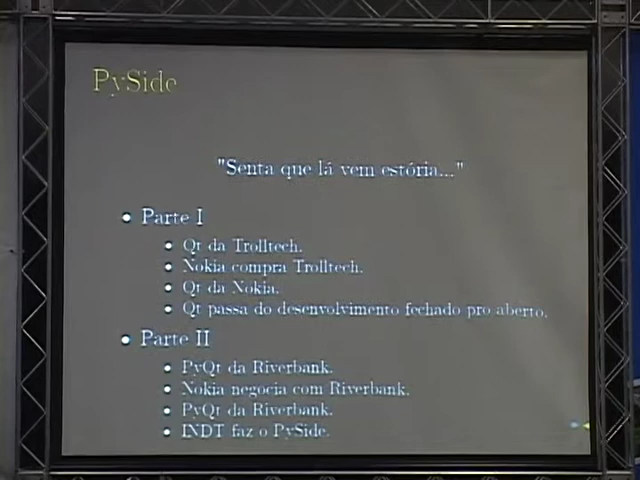 PySide
"Senta que lá vem estória..."
• Parte I
• Qt da Trolltech.
• Nokia compra Trolltech.
• Qt da Nokia.
• Qt passa do desenvolvimento fechado pro aberto.
• Parte II
• PyQt da Riverbank.
• Nokia negocia com Riverbank.
• PyQt da Riverbank.
• INDT faz o PySide.